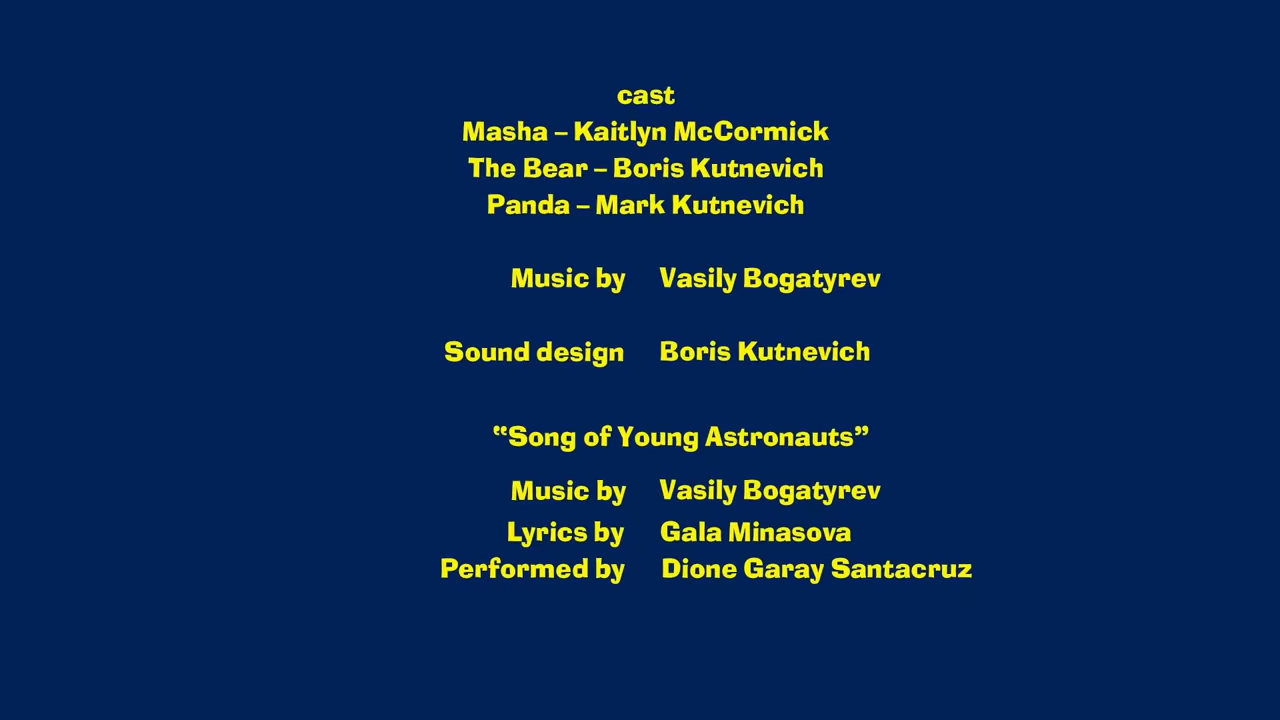 cast
Masha – Kaitlyn McCormick
The Bear – Boris Kutnevich
Panda – Mark Kutnevich
Music by Vasily Bogatyrev
Sound design Boris Kutnevich
“Song of Young Astronauts”
Music by Vasily Bogatyrev
Lyrics by Gala Minasova
Performed by Dione Garay Santacruz